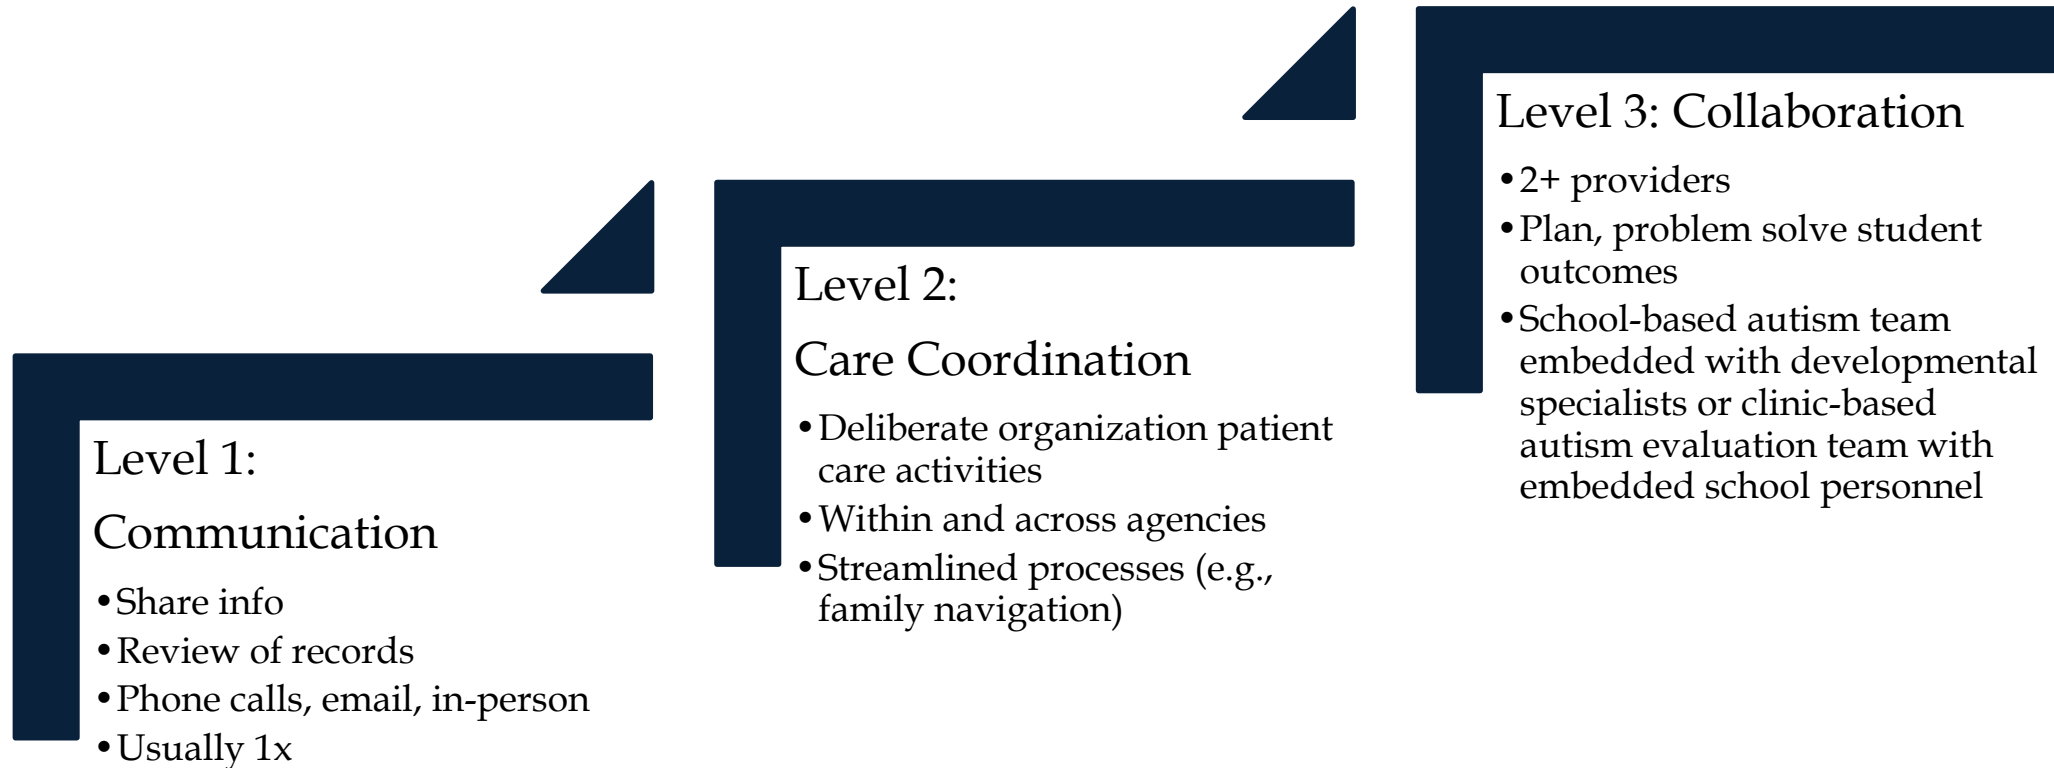 Level 1:
Communication
•Share info
•Review of records
•Phone calls, email, in-person
•Usually 1x
Level 2:
Care Coordination
•Deliberate organization patient
care activities
•Within and across agencies
•Streamlined processes (e.g.,
family navigation)
Level 3: Collaboration
•2+ providers
•Plan, problem solve student
outcomes
•School-based autism team
embedded with developmental
specialists or clinic-based
autism evaluation team with
embedded school personnel